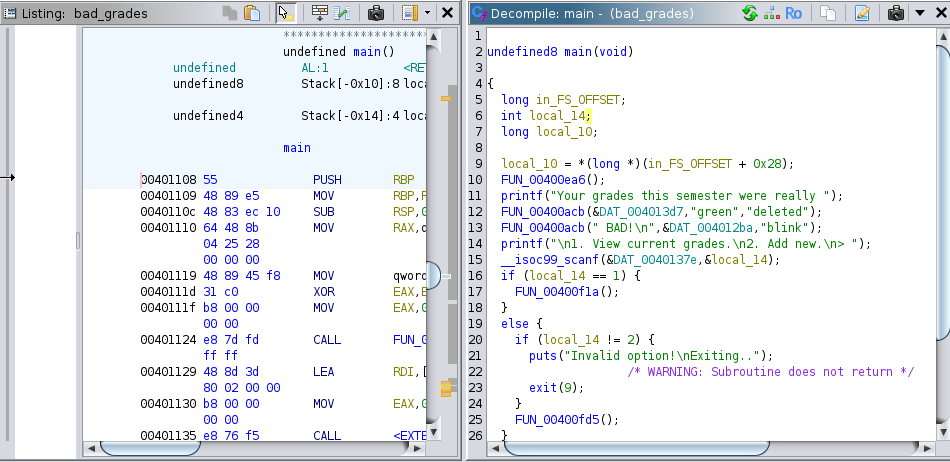 Listing: bad_grades
****************************
undefined main()
undefined AL:1 <RE
undefined8 Stack[-0x10]:8 loc
undefined4 Stack[-0x14]:4 loc
main
00401108 55 PUSH RBP
00401109 48 89 e5 MOV RBP,
0040110c 48 83 ec 10 SUB RSP,
00401110 64 48 8b MOV RAX,
04 25 28
00 00 00
00401119 48 89 45 f8 MOV qword
0040111d 31 c0 XOR EAX,
0040111f b8 00 00 MOV EAX,
00 00
00401124 e8 7d fd CALL FUN_
ff ff
00401129 48 8d 3d LEA RDI,[
80 02 00 00
00401130 b8 00 00 MOV EAX,
00 00
00401135 e8 76 f5 CALL <EXTE
Decompile: main - (bad_grades)
Ro
1
2 undefined8 main(void)
3
4 {
5 long in_FS_OFFSET;
6 int local_14;
7 long local_10;
8
9 local_10 = *(long *)(in_FS_OFFSET + 0x28);
10 FUN_00400ea6();
11 printf("Your grades this semester were really ");
12 FUN_00400acb(&DAT_004013d7,"green","deleted");
13 FUN_00400acb(" BAD!\n",&DAT_004012ba,"blink");
14 printf("\n1. View current grades.\n2. Add new.\n> ");
15 __isoc99_scanf(&DAT_0040137e,&local_14);
16 if (local_14 == 1) {
17 FUN_00400f1a();
18 }
19 else {
20 if (local_14 != 2) {
21 puts("Invalid option!\nExiting..");
22 /* WARNING: Subroutine does not return */
23 exit(9);
24 }
25 FUN_00400fd5();
26 }